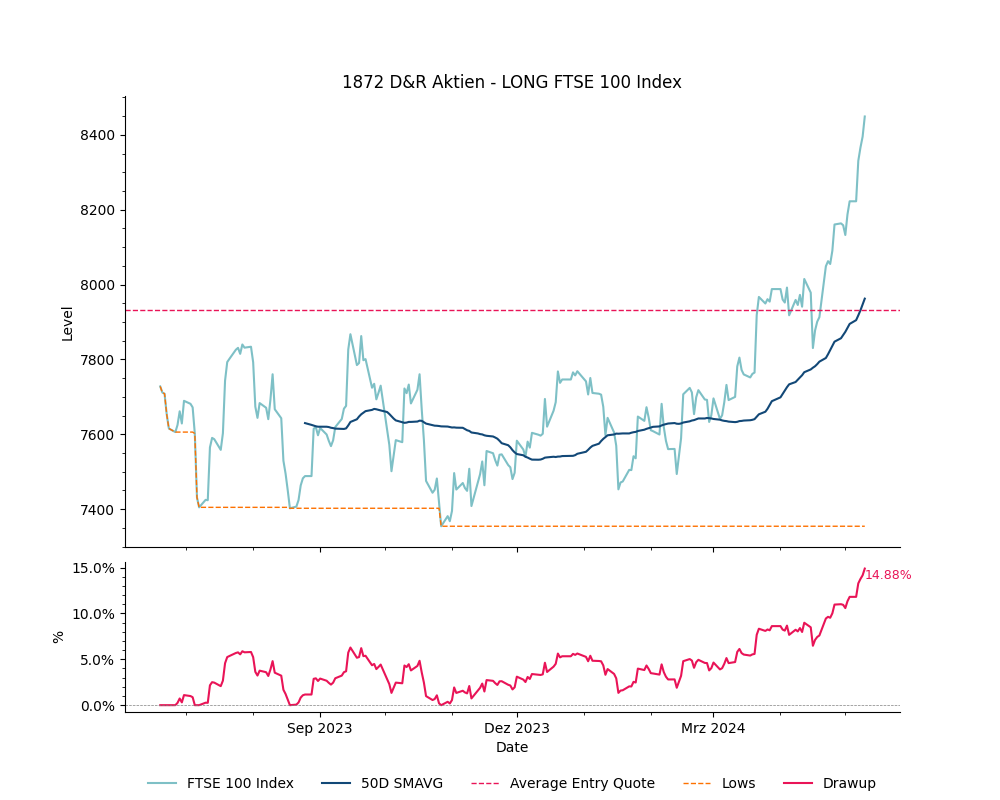 1872 D&R Aktien - LONG FTSE 100 Index
Level
8400
8200
8000
7800
7600
7400
%
15.0%
10.0%
5.0%
0.0%
14.88%
Sep 2023
Dez 2023
Mrz 2024
Date
FTSE 100 Index
50D SMAVG
Average Entry Quote
Lows
Drawup